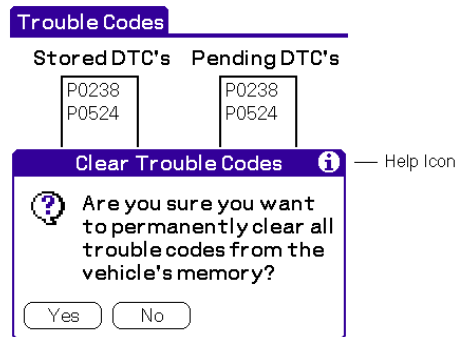 Trouble Codes
Stored DTC's Pending DTC's
P0238 P0238
P0524 P0524
Clear Trouble Codes i
Help Icon
? Are you sure you want
to permanently clear all
trouble codes from the
vehicle's memory?
Yes No